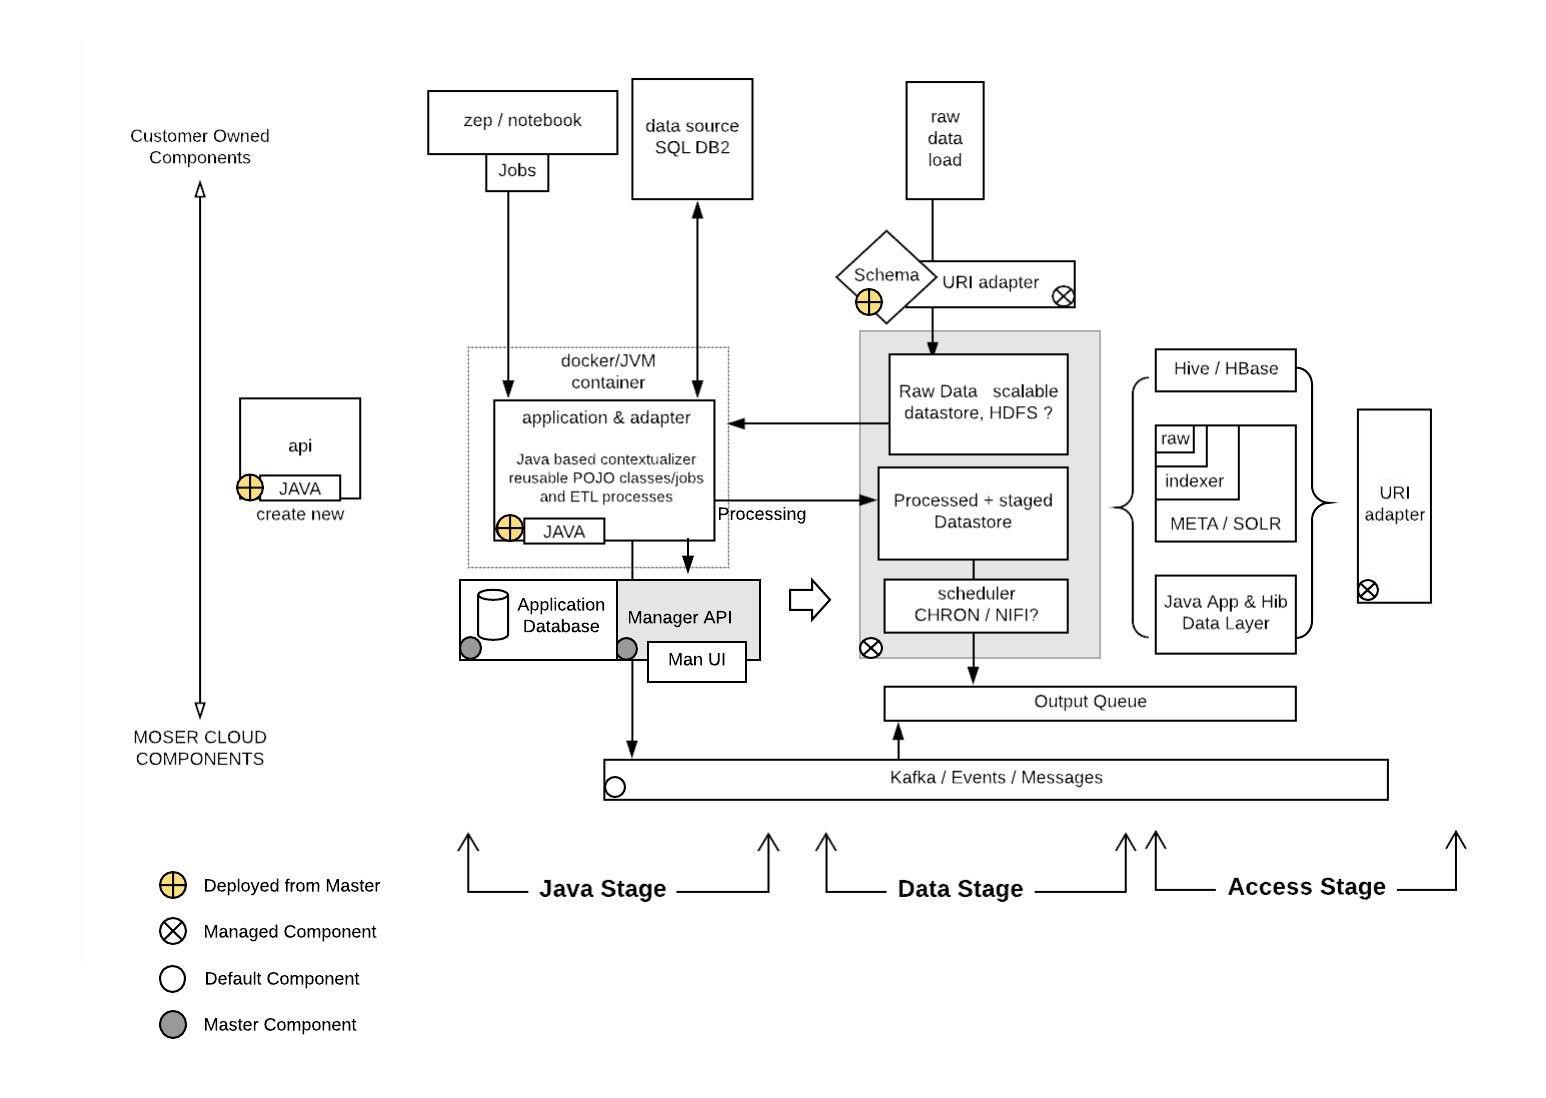 Customer Owned
Components
MOSER CLOUD
COMPONENTS
api
JAVA
create new
zep / notebook
Jobs
data source
SQL DB2
raw
data
load
Schema
URI adapter
docker/JVM
container
application & adapter
Java based contextualizer
reusable POJO classes/jobs
and ETL processes
JAVA
Processing
Application
Database
Manager API
Man UI
Raw Data scalable
datastore, HDFS ?
Processed + staged
Datastore
scheduler
CHRON / NIFI?
Output Queue
Kafka / Events / Messages
Hive / HBase
raw
indexer
META / SOLR
Java App & Hib
Data Layer
URI
adapter
Java Stage
Data Stage
Access Stage
Deployed from Master
Managed Component
Default Component
Master Component